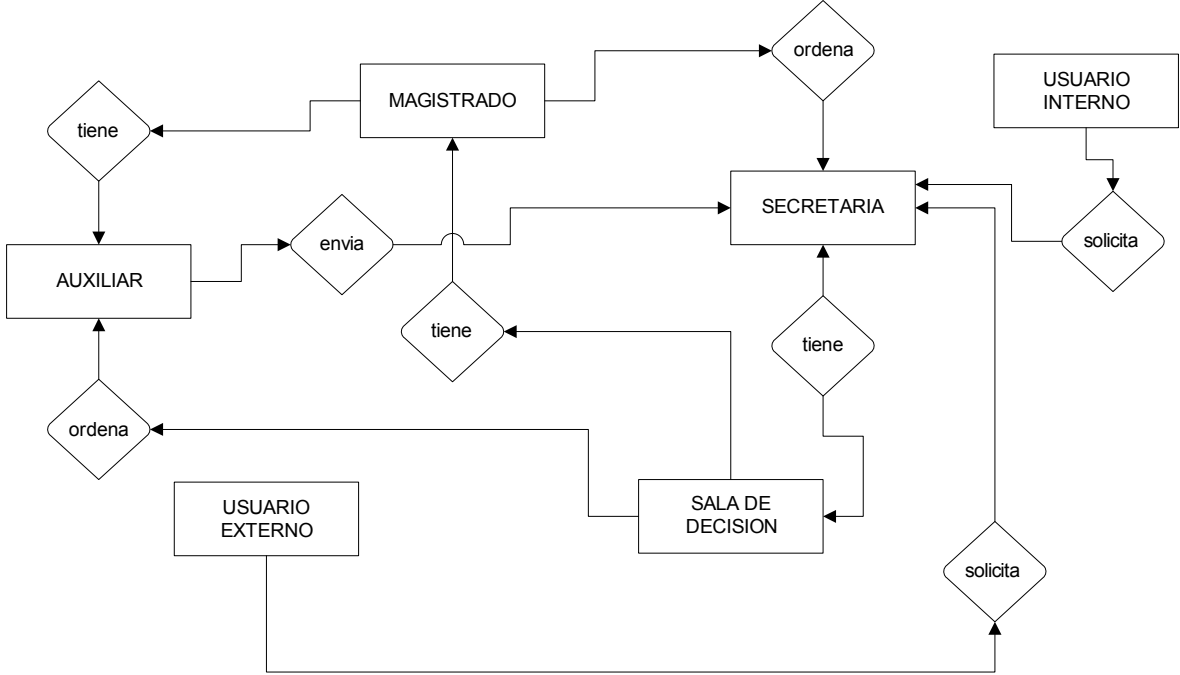 ordena
USUARIO
INTERNO
MAGISTRADO
tiene
SECRETARIA
envia
solicita
AUXILIAR
tiene
tiene
ordena
USUARIO
EXTERNO
SALA DE
DECISION
solicita